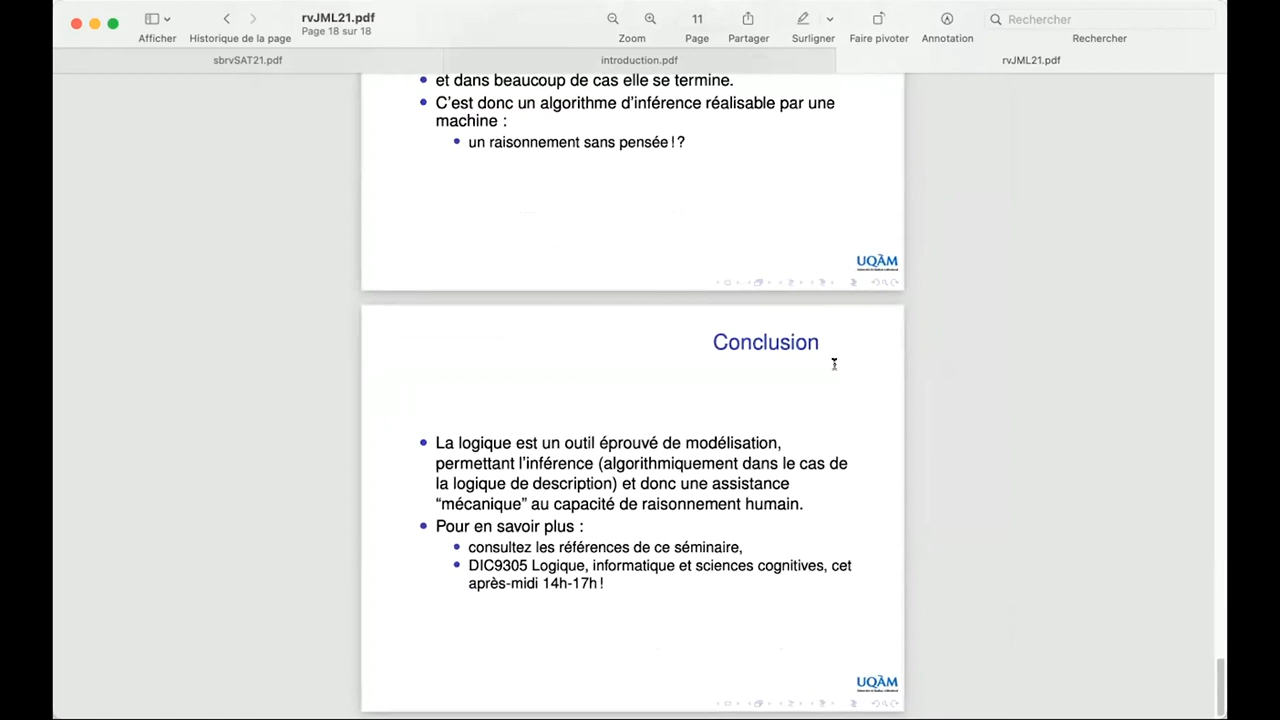 rvJML21.pdf
Page 18 sur 18
11
Rechercher
Afficher
Historique de la page
Zoom
Page
Partager
Surligner
Faire pivoter
Annotation
Rechercher
sbrvSAT21.pdf
introduction.pdf
rvJML21.pdf
et dans beaucoup de cas elle se termine.
C'est donc un algorithme d'inférence réalisable par une
machine :
un raisonnement sans pensée ! ?
UQÀM
Conclusion
La logique est un outil éprouvé de modélisation,
permettant l'inférence (algorithmiquement dans le cas de
la logique de description) et donc une assistance
“mécanique” au capacité de raisonnement humain.
Pour en savoir plus :
consultez les références de ce séminaire,
DIC9305 Logique, informatique et sciences cognitives, cet
après-midi 14h-17h !
UQÀM